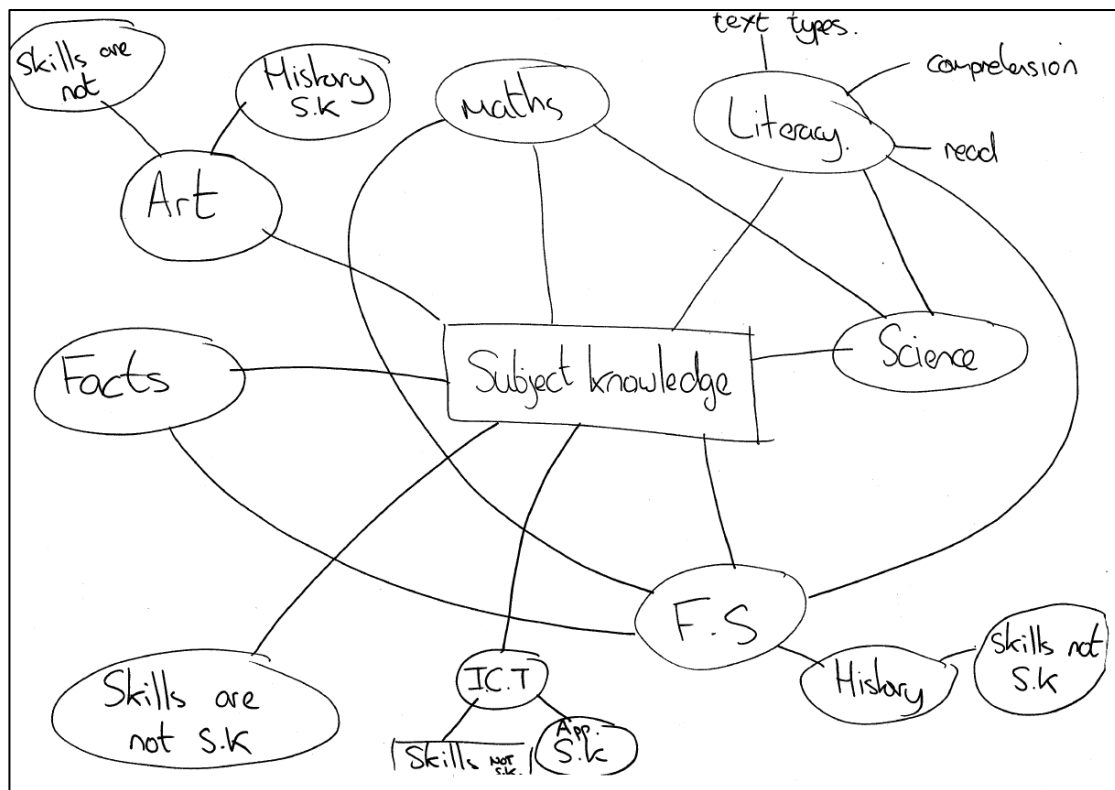 text types.
comprehension
read
Literacy.
maths
History
S.K
Skills are
not
Art
Science
Subject knowledge
Facts
F.S
History
Skills not
S.K
I.C.T
Skills NOT
S.K.
App.
S.K
Skills are
not S.K